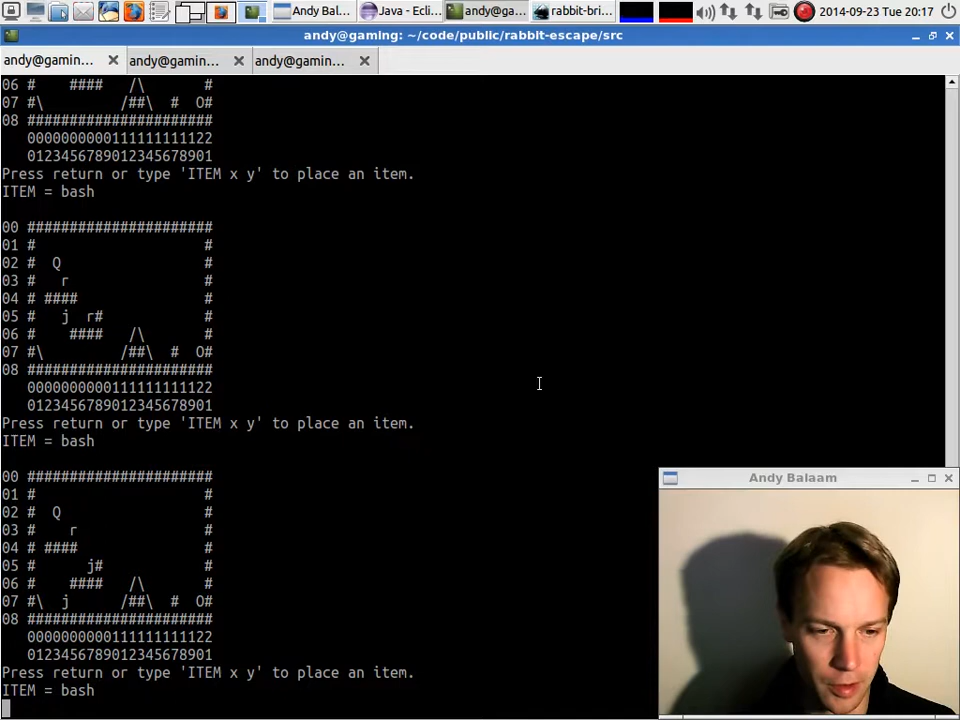 Andy Bal...
Java - Ecli...
andy@ga...
rabbit-bri...
2014-09-23 Tue 20:17
andy@gaming: ~/code/public/rabbit-escape/src
andy@gamin...
andy@gamin...
andy@gamin...
06 #    ####   /\       #
07 #\         /##\  #  O#
08 ######################
   0000000000111111111122
   0123456789012345678901
Press return or type 'ITEM x y' to place an item.
ITEM = bash
00 ######################
01 #                    #
02 #  Q                 #
03 #   r                #
04 # ####               #
05 #   j  r#            #
06 #    ####   /\       #
07 #\         /##\  #  O#
08 ######################
   0000000000111111111122
   0123456789012345678901
Press return or type 'ITEM x y' to place an item.
ITEM = bash
00 ######################
01 #                    #
02 #  Q                 #
03 #    r               #
04 # ####               #
05 #      j#            #
06 #    ####   /\       #
07 #\  j      /##\  #  O#
08 ######################
   0000000000111111111122
   0123456789012345678901
Press return or type 'ITEM x y' to place an item.
ITEM = bash
Andy Balaam